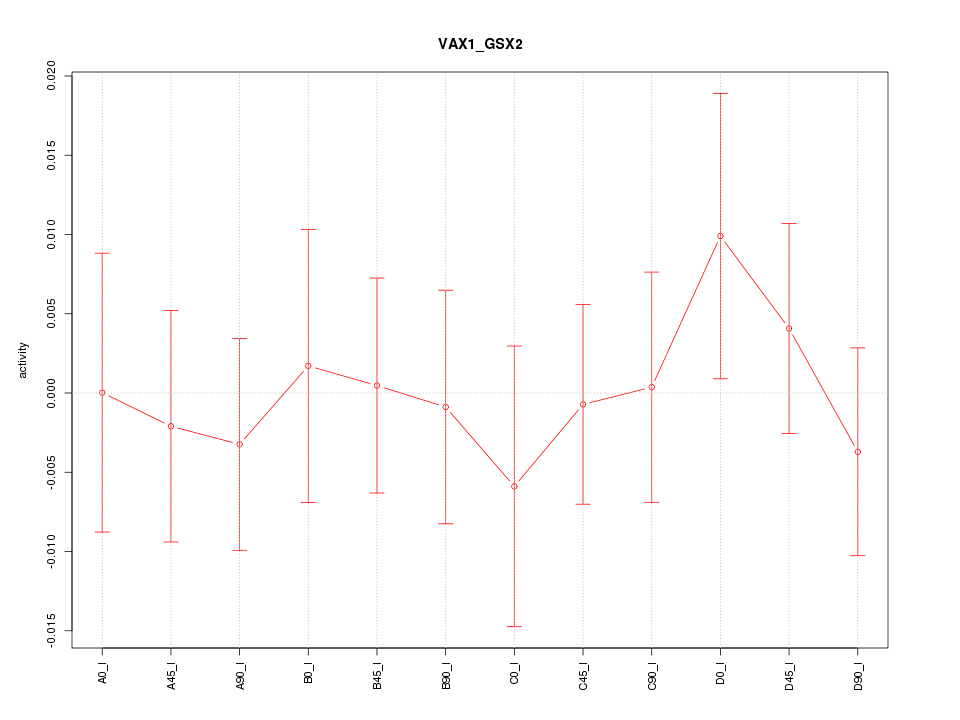 VAX1_GSX2
activity
0.020
0.015
0.010
0.005
0.000
-0.005
-0.010
-0.015
A0_I
A45_I
A90_I
B0_I
B45_I
B90_I
C0_I
C45_I
C90_I
D0_I
D45_I
D90_I